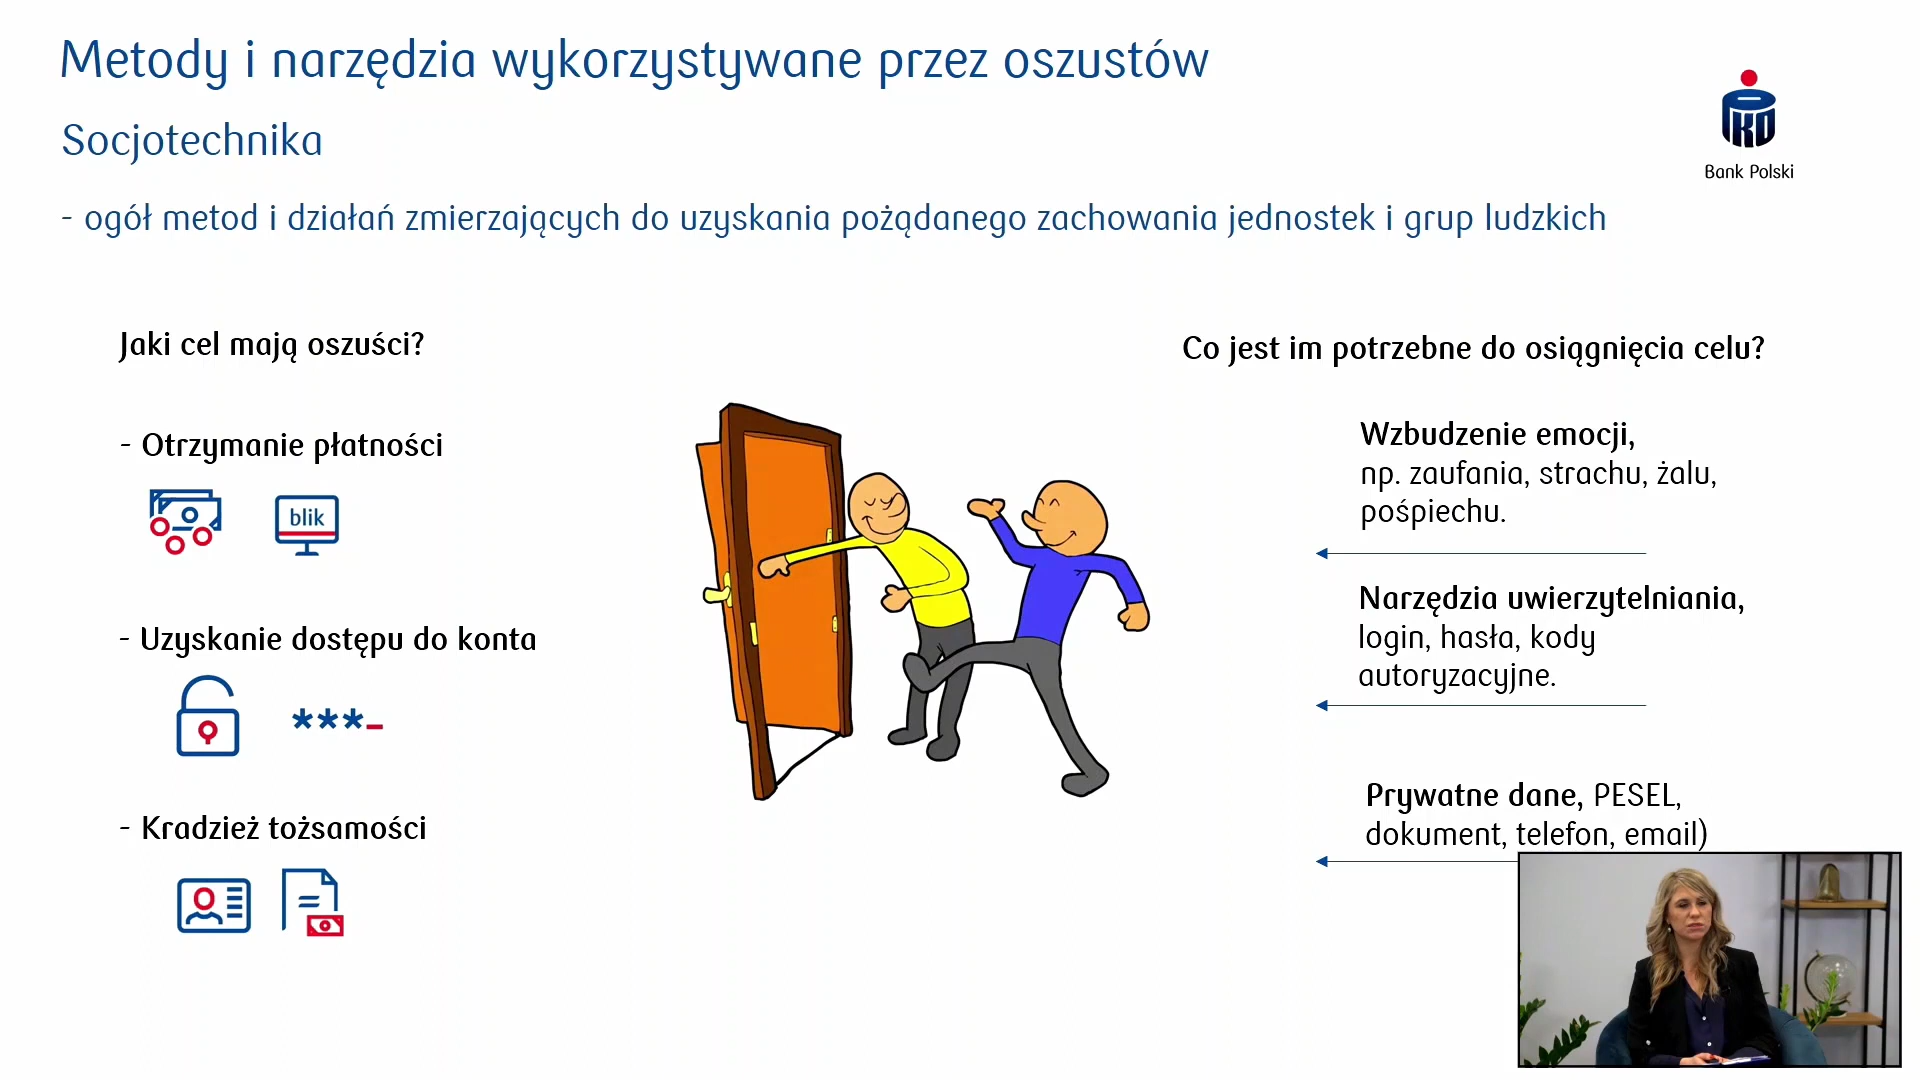 Metody i narzędzia wykorzystywane przez oszustów
Socjotechnika
PKO
Bank Polski
- ogół metod i działań zmierzających do uzyskania pożądanego zachowania jednostek i grup ludzkich
Jaki cel mają oszuści?
- Otrzymanie płatności
blik
- Uzyskanie dostępu do konta
***-
- Kradzież tożsamości
Co jest im potrzebne do osiągnięcia celu?
Wzbudzenie emocji,
np. zaufania, strachu, żalu,
pośpiechu.
Narzędzia uwierzytelniania,
login, hasła, kody
autoryzacyjne.
Prywatne dane, PESEL,
dokument, telefon, email)